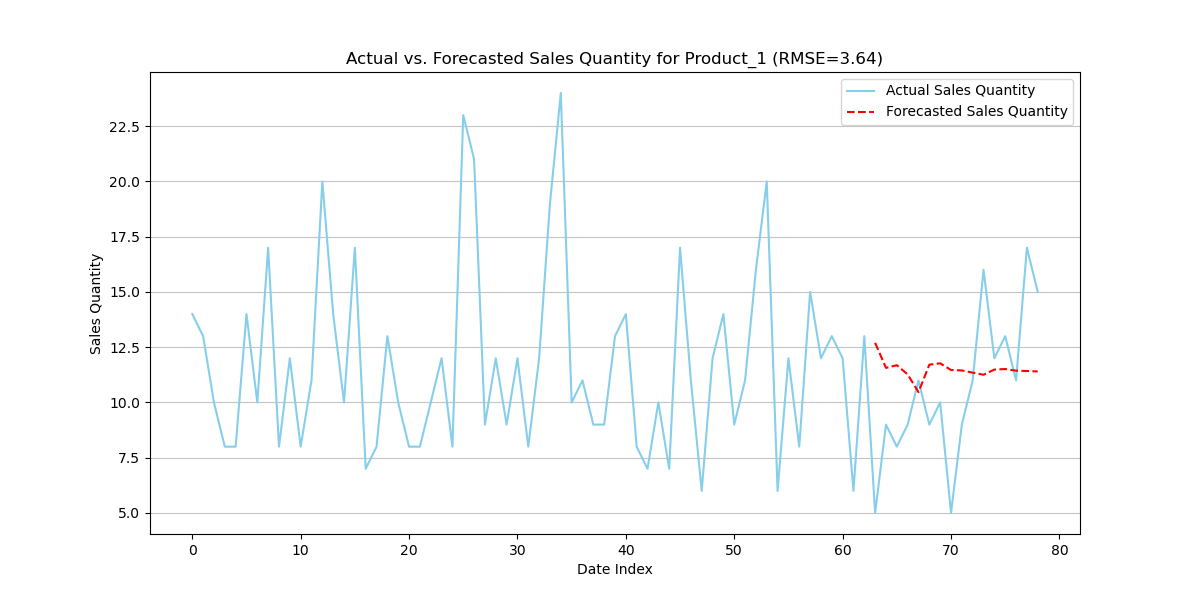 Actual vs. Forecasted Sales Quantity for Product_1 (RMSE=3.64)
Actual Sales Quantity
Forecasted Sales Quantity
Sales Quantity
22.5
20.0
17.5
15.0
12.5
10.0
7.5
5.0
0 10 20 30 40 50 60 70 80
Date Index